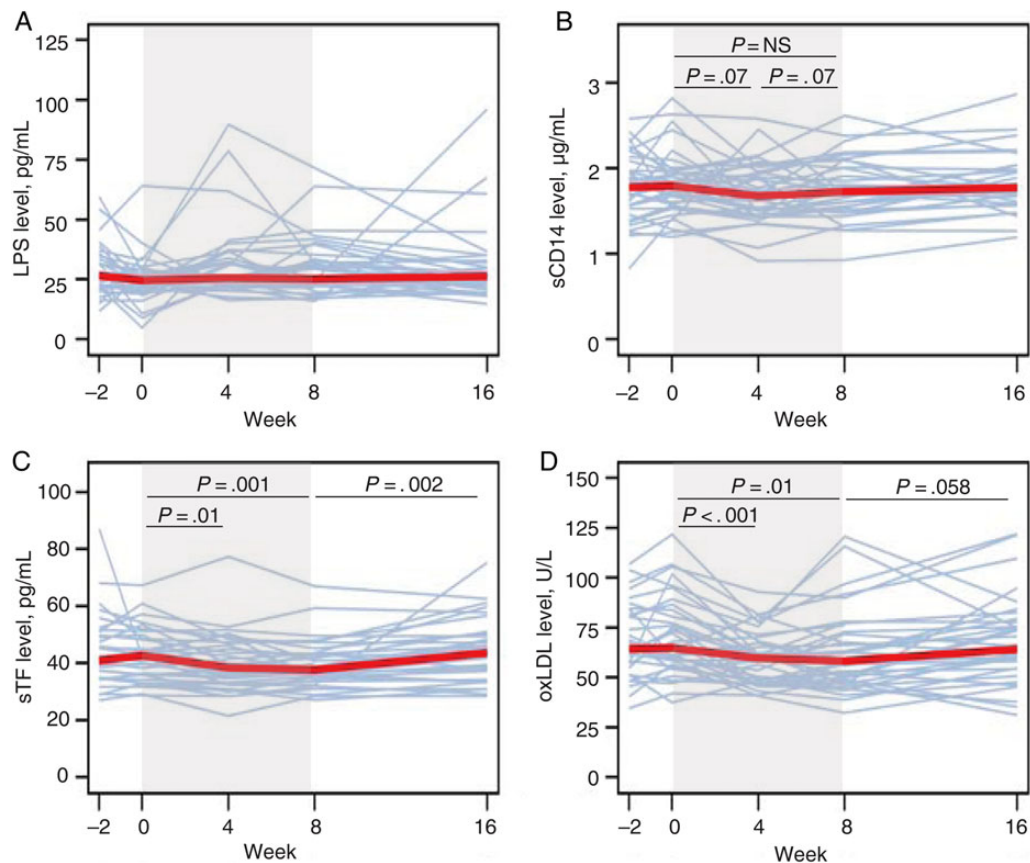 A
LPS level, pg/mL
125
100
75
50
25
0
–2 0 4 8 16
Week
B
sCD14 level, µg/mL
3
2
1
0
P = NS
P = .07 P = .07
–2 0 4 8 16
Week
C
sTF level, pg/mL
100
80
60
40
20
0
P = .001 P = .002
P = .01
–2 0 4 8 16
Week
D
oxLDL level, U/L
150
125
100
75
50
25
0
P = .01 P = .058
P < .001
–2 0 4 8 16
Week